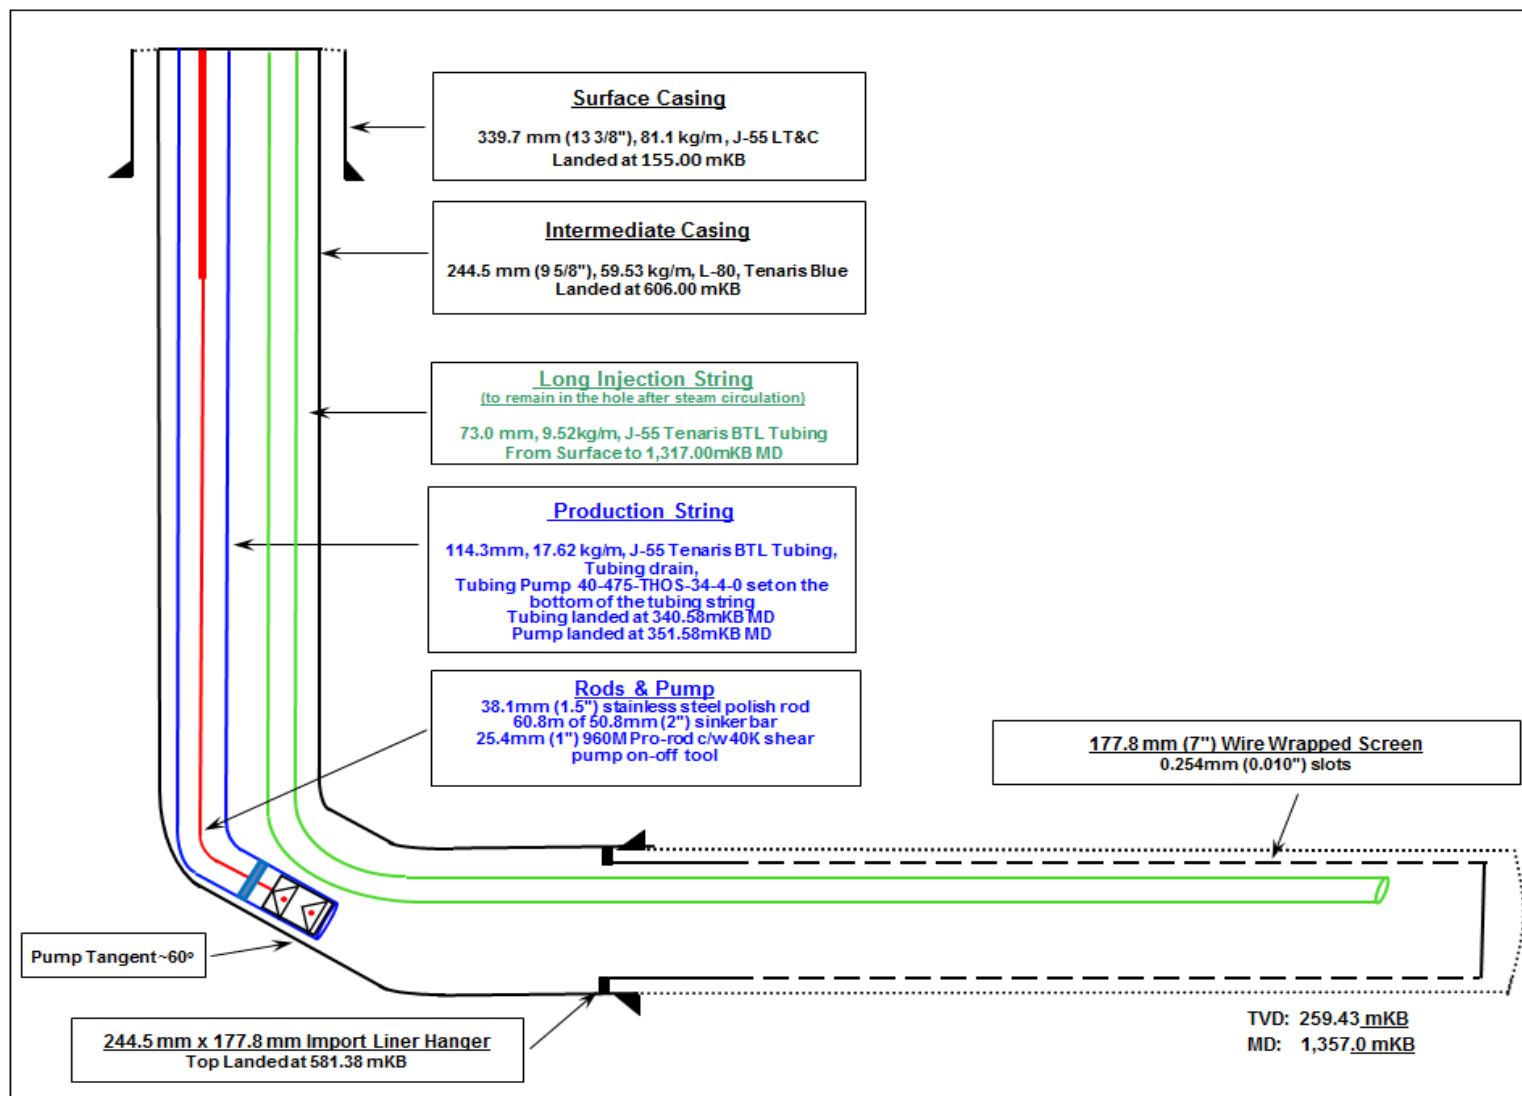 Surface Casing
339.7 mm (13 3/8"), 81.1 kg/m, J-55 LT&C
Landed at 155.00 mKB
Intermediate Casing
244.5 mm (9 5/8"), 59.53 kg/m, L-80, Tenaris Blue
Landed at 606.00 mKB
Long Injection String
(to remain in the hole after steam circulation)
73.0 mm, 9.52kg/m, J-55 Tenaris BTL Tubing
From Surface to 1,317.00mKB MD
Production String
114.3mm, 17.62 kg/m, J-55 Tenaris BTL Tubing,
Tubing drain,
Tubing Pump 40-475-THOS-34-4-0 set on the
bottom of the tubing string
Tubing landed at 340.58mKB MD
Pump landed at 351.58mKB MD
Rods & Pump
38.1mm (1.5") stainless steel polish rod
60.8m of 50.8mm (2") sinker bar
25.4mm (1") 960M Pro-rod c/w 40K shear
pump on-off tool
177.8 mm (7") Wire Wrapped Screen
0.254mm (0.010") slots
Pump Tangent ~60°
244.5 mm x 177.8 mm Import Liner Hanger
Top Landed at 581.38 mKB
TVD: 259.43 mKB
MD: 1,357.0 mKB